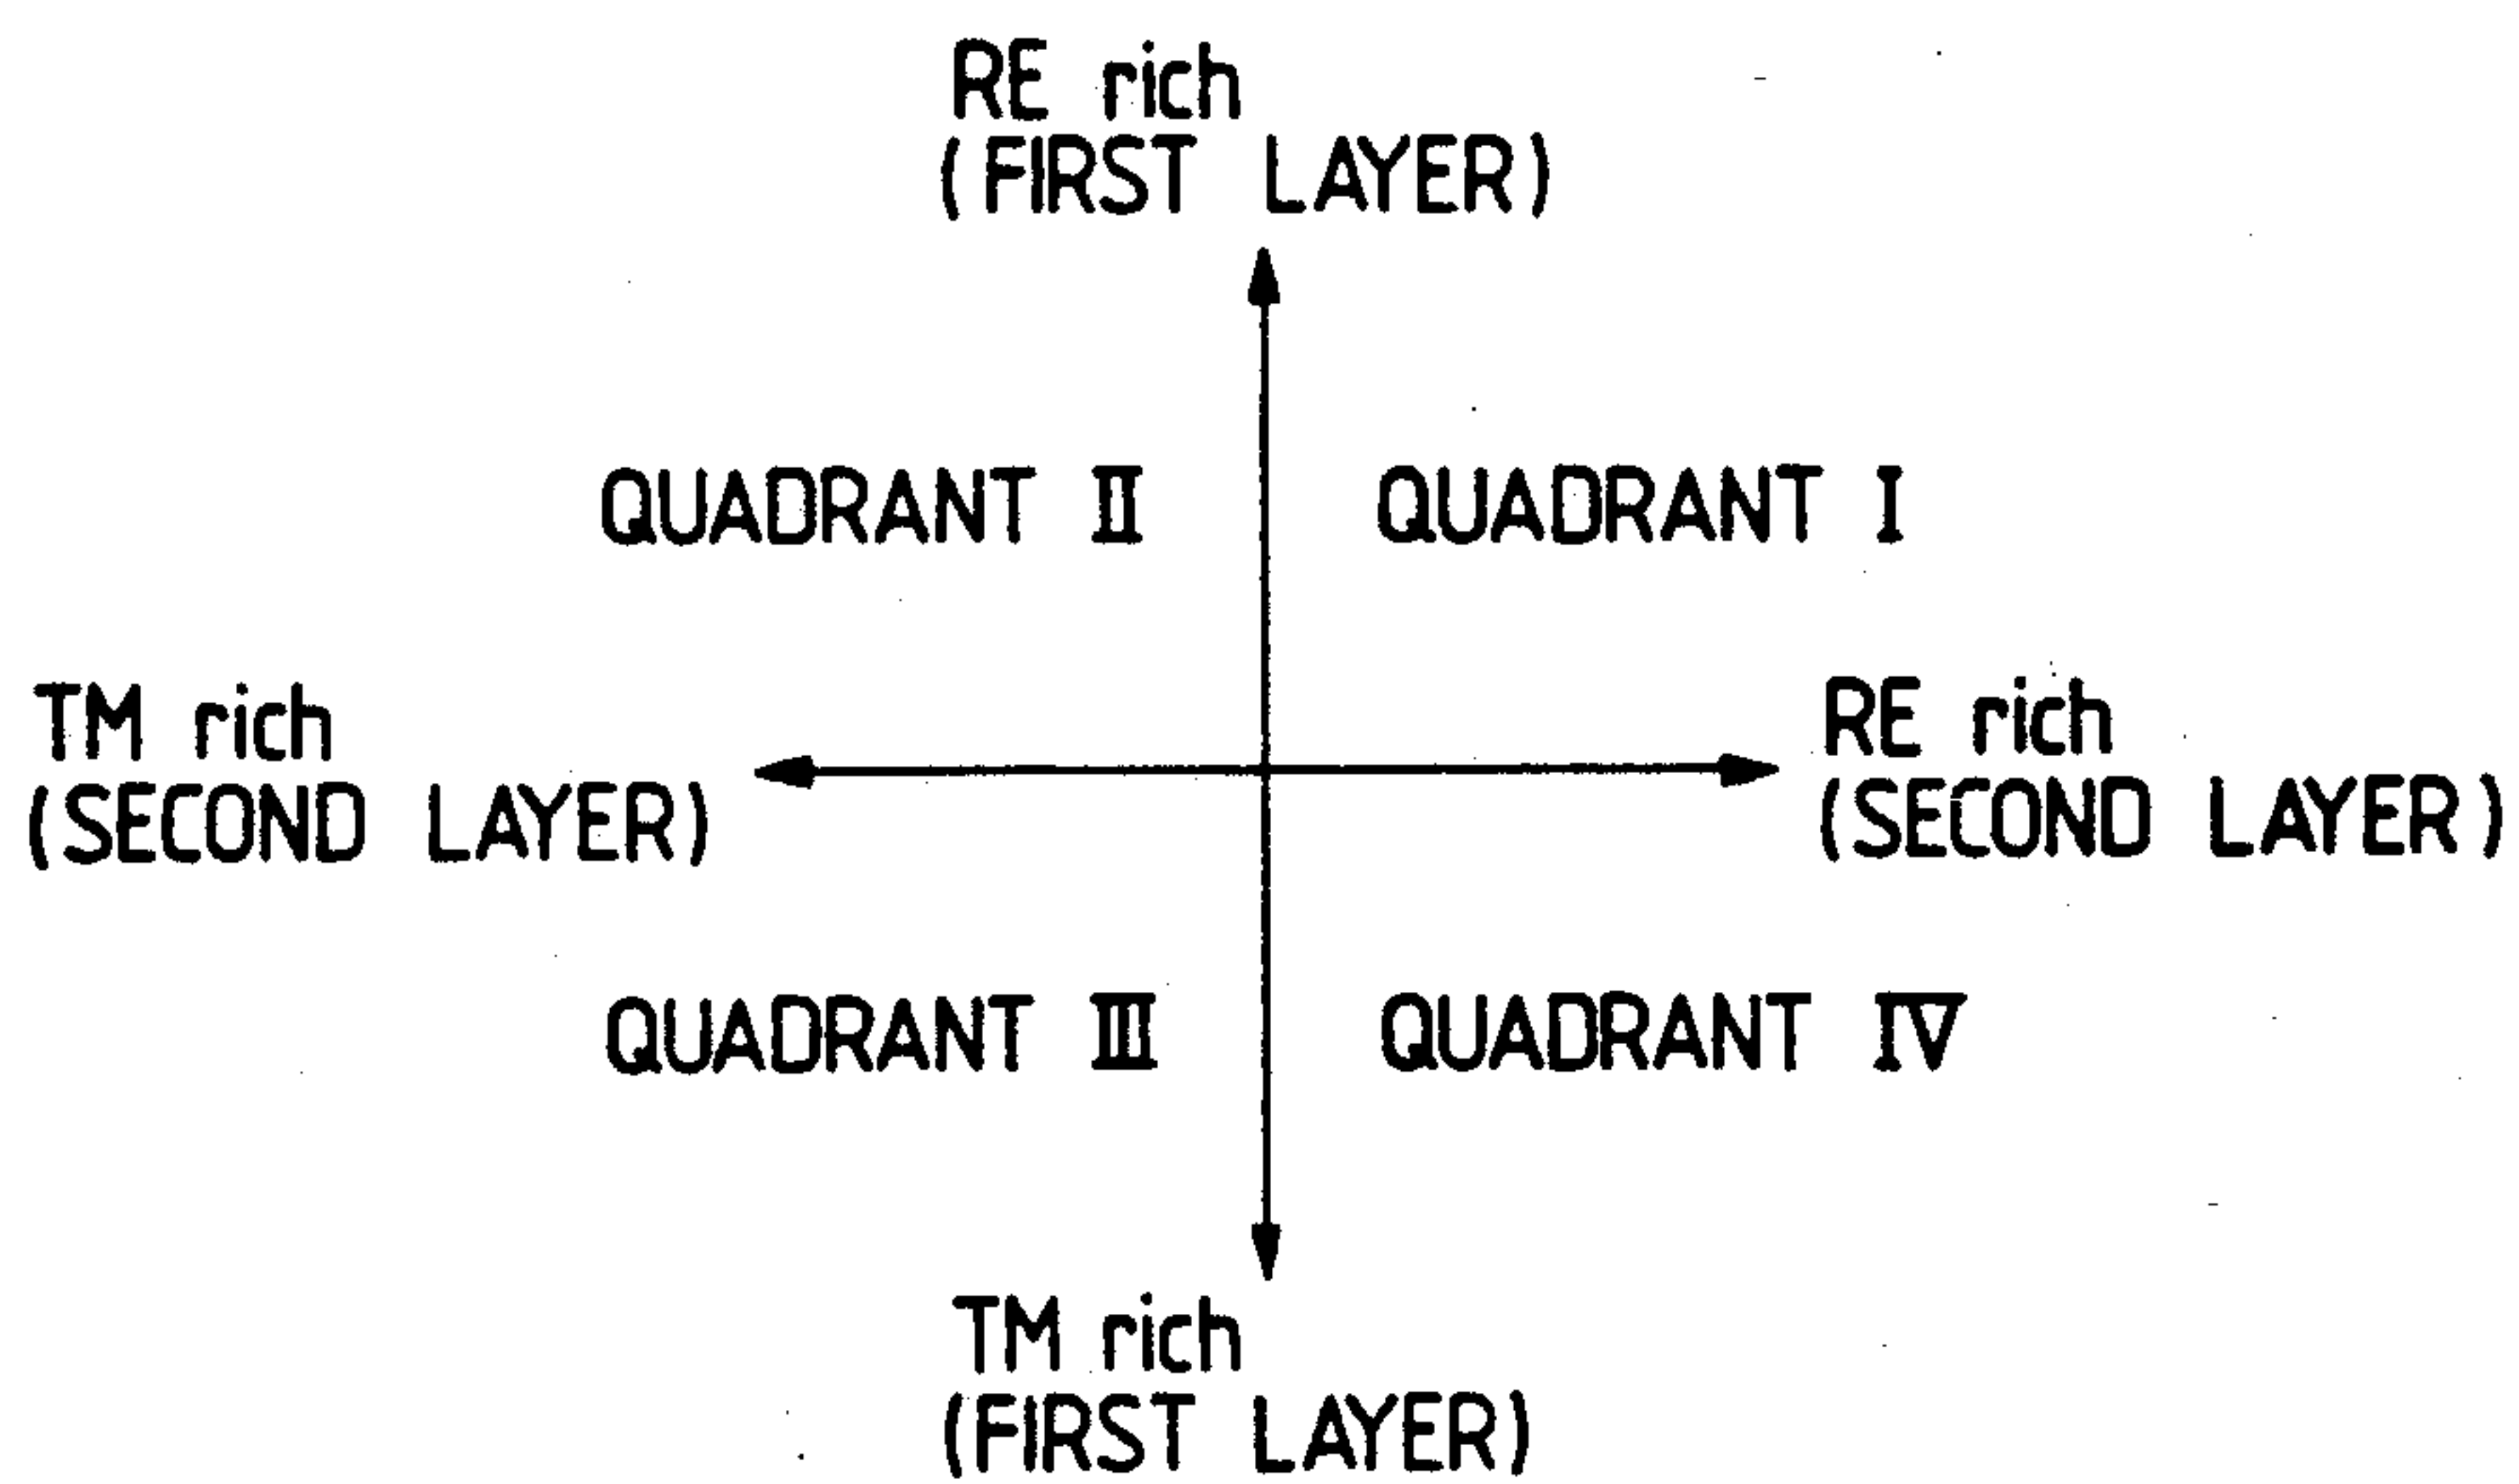 RE rich
(FIRST LAYER)
QUADRANT II
QUADRANT I
TM rich
(SECOND LAYER)
RE rich
(SECOND LAYER)
QUADRANT III
QUADRANT IV
TM rich
(FIRST LAYER)